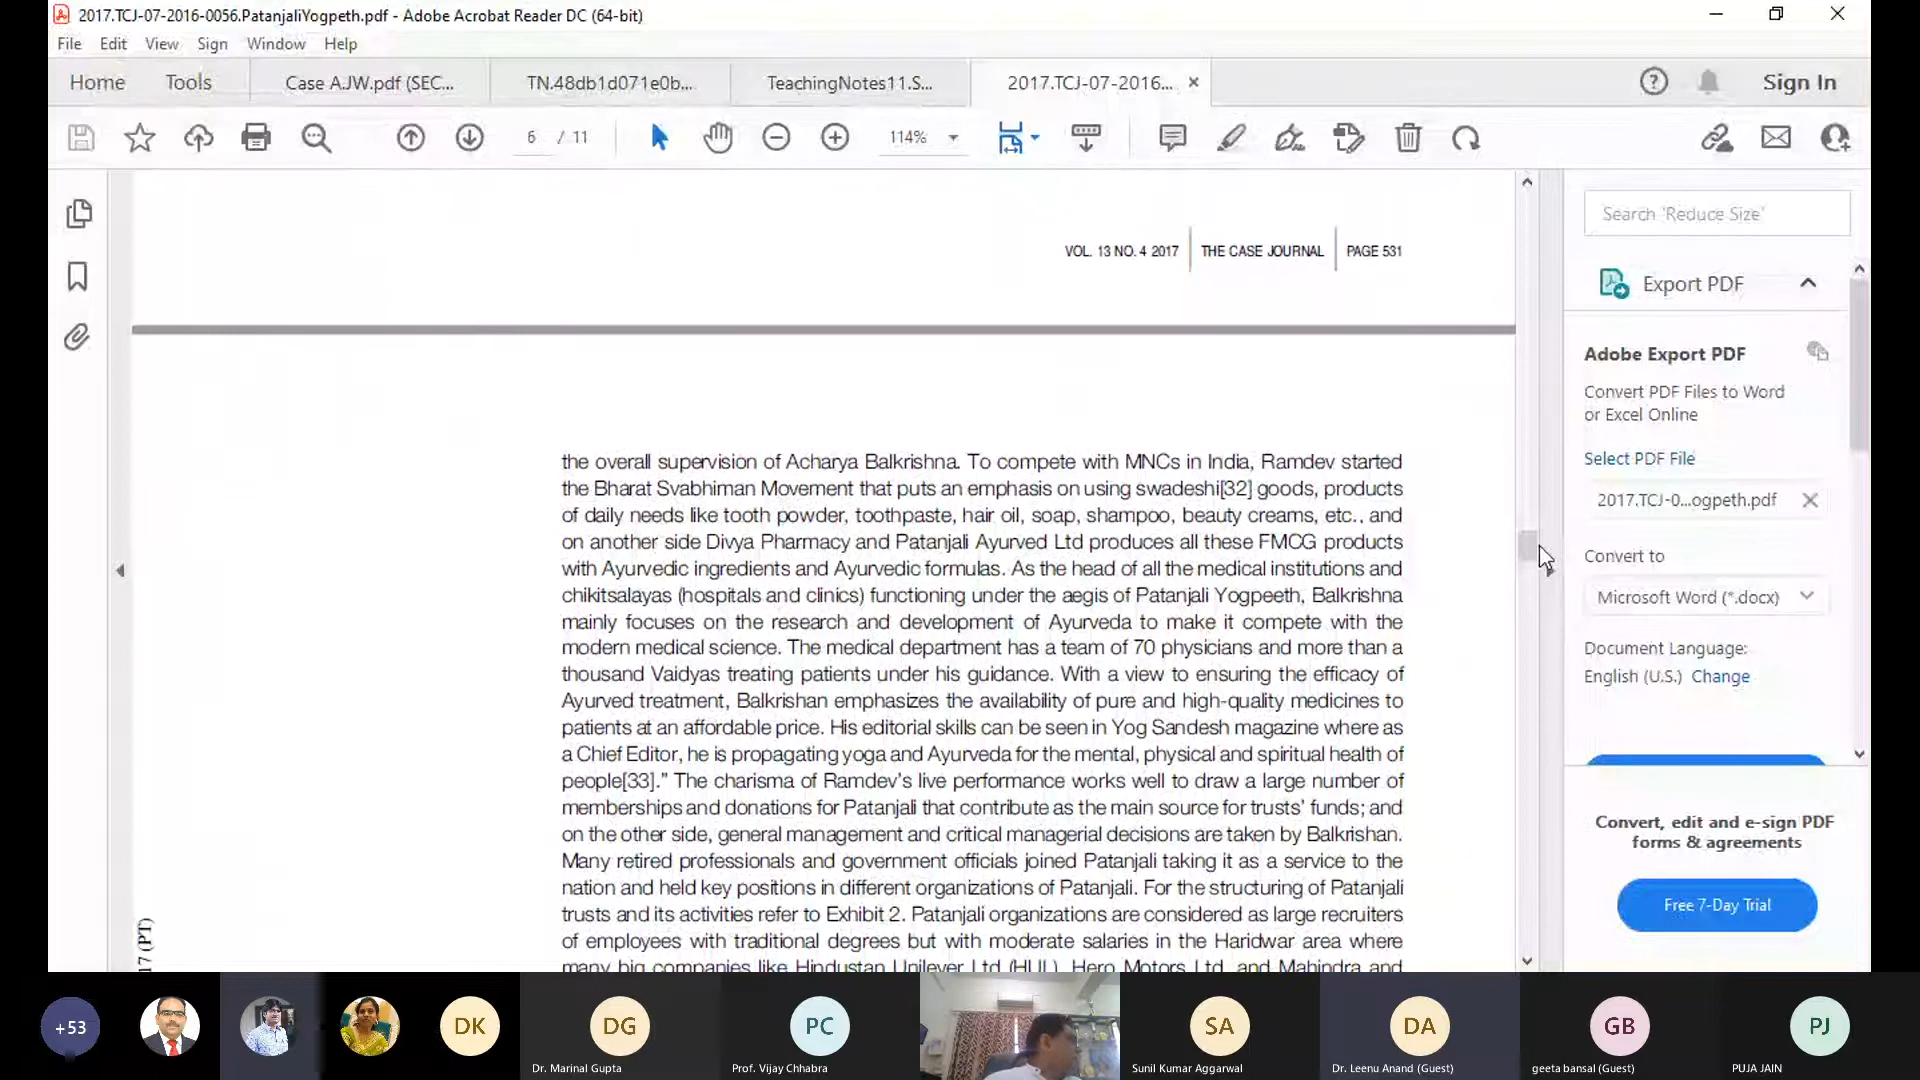 2017.TCJ-07-2016-0056.PatanjaliYogpeth.pdf - Adobe Acrobat Reader DC (64-bit)
File Edit View Sign Window Help
Home Tools Case A.JW.pdf (SEC... TN.48db1d071e0b... TeachingNotes11.S... 2017.TCJ-07-2016... × Sign In
6 / 11 114%
Search 'Reduce Size'
VOL. 13 NO. 4 2017 THE CASE JOURNAL PAGE 531
the overall supervision of Acharya Balkrishna. To compete with MNCs in India, Ramdev started
the Bharat Svabhiman Movement that puts an emphasis on using swadeshi[32] goods, products
of daily needs like tooth powder, toothpaste, hair oil, soap, shampoo, beauty creams, etc., and
on another side Divya Pharmacy and Patanjali Ayurved Ltd produces all these FMCG products
with Ayurvedic ingredients and Ayurvedic formulas. As the head of all the medical institutions and
chikitsalayas (hospitals and clinics) functioning under the aegis of Patanjali Yogpeeth, Balkrishna
mainly focuses on the research and development of Ayurveda to make it compete with the
modern medical science. The medical department has a team of 70 physicians and more than a
thousand Vaidyas treating patients under his guidance. With a view to ensuring the efficacy of
Ayurved treatment, Balkrishan emphasizes the availability of pure and high-quality medicines to
patients at an affordable price. His editorial skills can be seen in Yog Sandesh magazine where as
a Chief Editor, he is propagating yoga and Ayurveda for the mental, physical and spiritual health of
people[33]." The charisma of Ramdev's live performance works well to draw a large number of
memberships and donations for Patanjali that contribute as the main source for trusts' funds; and
on the other side, general management and critical managerial decisions are taken by Balkrishan.
Many retired professionals and government officials joined Patanjali taking it as a service to the
nation and held key positions in different organizations of Patanjali. For the structuring of Patanjali
trusts and its activities refer to Exhibit 2. Patanjali organizations are considered as large recruiters
of employees with traditional degrees but with moderate salaries in the Haridwar area where
many big companies like Hindustan Unilever Ltd (HUL), Hero Motors Ltd, and Mahindra and
17 (PT)
Export PDF
Adobe Export PDF
Convert PDF Files to Word
or Excel Online
Select PDF File
2017.TCJ-0...ogpeth.pdf
Convert to
Microsoft Word (*.docx)
Document Language:
English (U.S.) Change
Convert, edit and e-sign PDF
forms & agreements
Free 7-Day Trial
+53 DK DG PC SA DA GB PJ
Dr. Marinal Gupta Prof. Vijay Chhabra Sunil Kumar Aggarwal Dr. Leenu Anand (Guest) geeta bansal (Guest) PUJA JAIN